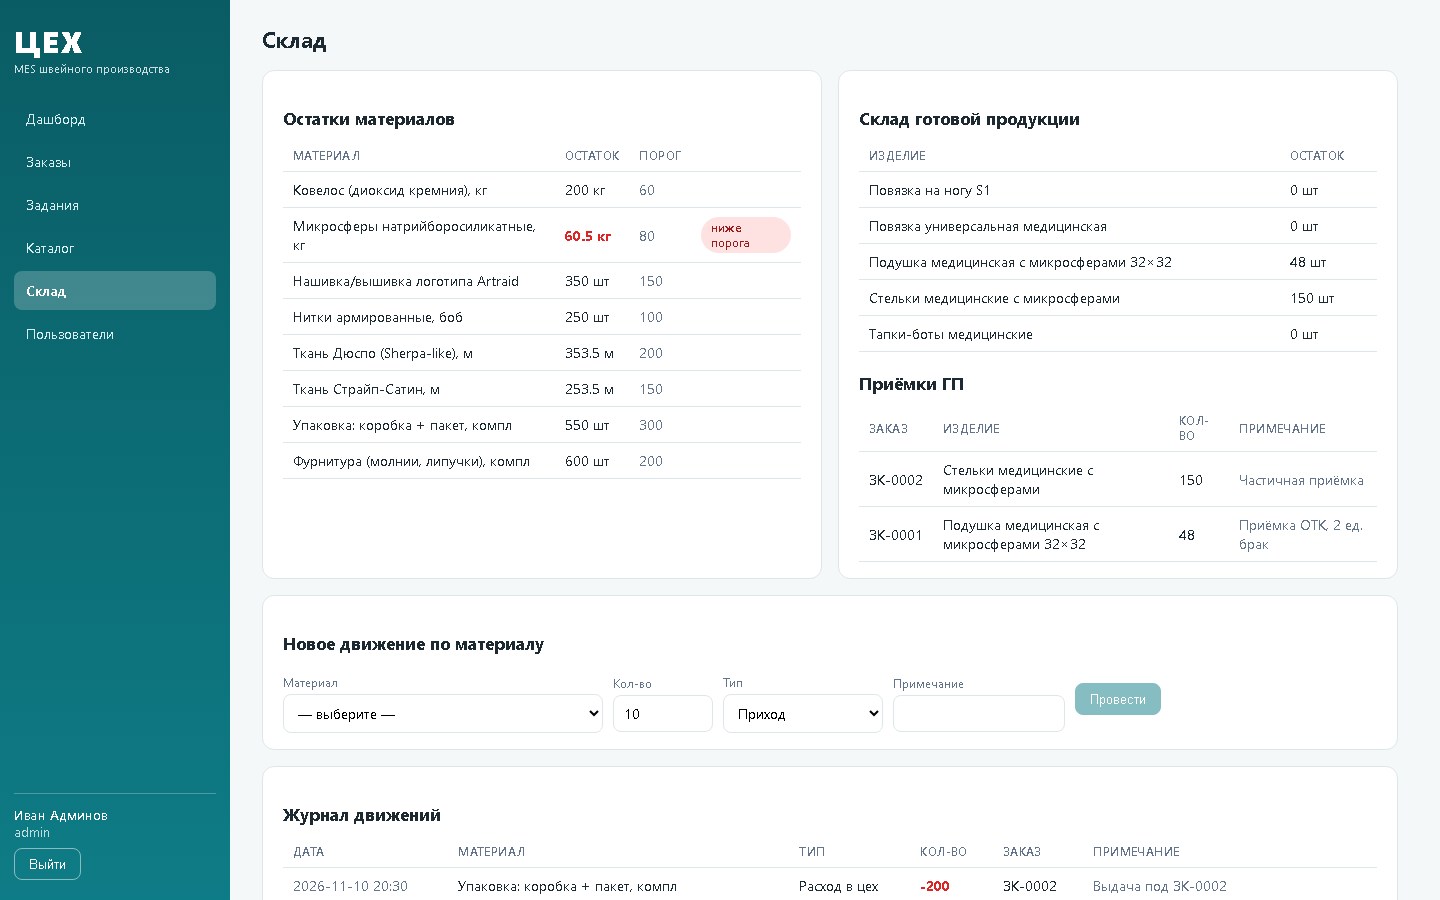 ЦЕХ
MES швейного производства
Дашборд
Заказы
Задания
Каталог
Склад
Пользователи
Иван Админов
admin
Выйти
Склад
Остатки материалов
МАТЕРИАЛ ОСТАТОК ПОРОГ
Ковелос (диоксид кремния), кг 200 кг 60
Микросферы натрийборосиликатные,
кг 60.5 кг 80 ниже
порога
Нашивка/вышивка логотипа Artraid 350 шт 150
Нитки армированные, боб 250 шт 100
Ткань Дюспо (Sherpa-like), м 353.5 м 200
Ткань Страйп-Сатин, м 253.5 м 150
Упаковка: коробка + пакет, компл 550 шт 300
Фурнитура (молнии, липучки), компл 600 шт 200
Склад готовой продукции
ИЗДЕЛИЕ ОСТАТОК
Повязка на ногу S1 0 шт
Повязка универсальная медицинская 0 шт
Подушка медицинская с микросферами 32×32 48 шт
Стельки медицинские с микросферами 150 шт
Тапки-боты медицинские 0 шт
Приёмки ГП
ЗАКАЗ ИЗДЕЛИЕ КОЛ-
ВО ПРИМЕЧАНИЕ
ЗК-0002 Стельки медицинские с
микросферами 150 Частичная приёмка
ЗК-0001 Подушка медицинская с
микросферами 32×32 48 Приёмка ОТК, 2 ед.
брак
Новое движение по материалу
Материал Кол-во Тип Примечание
— выберите — 10 Приход Провести
Журнал движений
ДАТА МАТЕРИАЛ ТИП КОЛ-ВО ЗАКАЗ ПРИМЕЧАНИЕ
2026-11-10 20:30 Упаковка: коробка + пакет, компл Расход в цех -200 ЗК-0002 Выдача под ЗК-0002